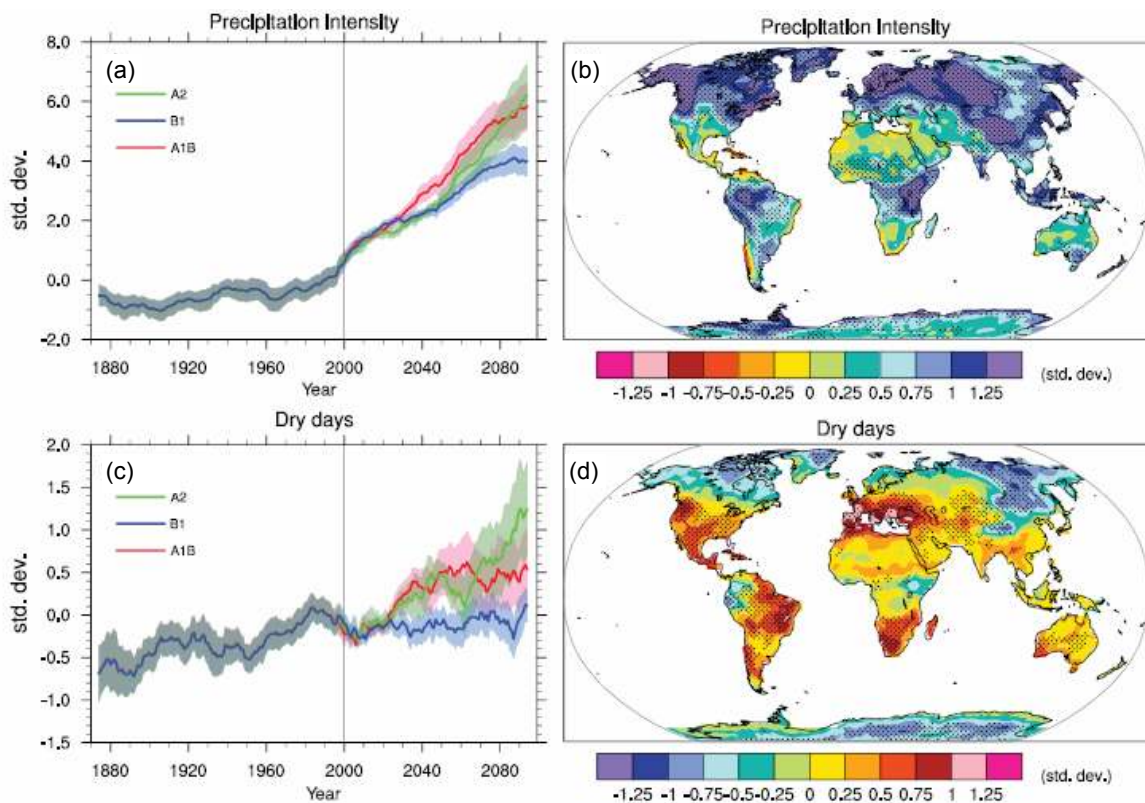 Precipitation Intensity
(a)
8.0
6.0
4.0
2.0
0.0
-2.0
std. dev.
A2
B1
A1B
1880 1920 1960 2000 2040 2080
Year
Precipitation Intensity
(b)
-1.25 -1 -0.75 -0.5 -0.25 0 0.25 0.5 0.75 1 1.25
(std. dev.)
Dry days
(c)
2.0
1.5
1.0
0.5
0.0
-0.5
-1.0
-1.5
std. dev.
A2
B1
A1B
1880 1920 1960 2000 2040 2080
Year
Dry days
(d)
-1.25 -1 -0.75 -0.5 -0.25 0 0.25 0.5 0.75 1 1.25
(std. dev.)